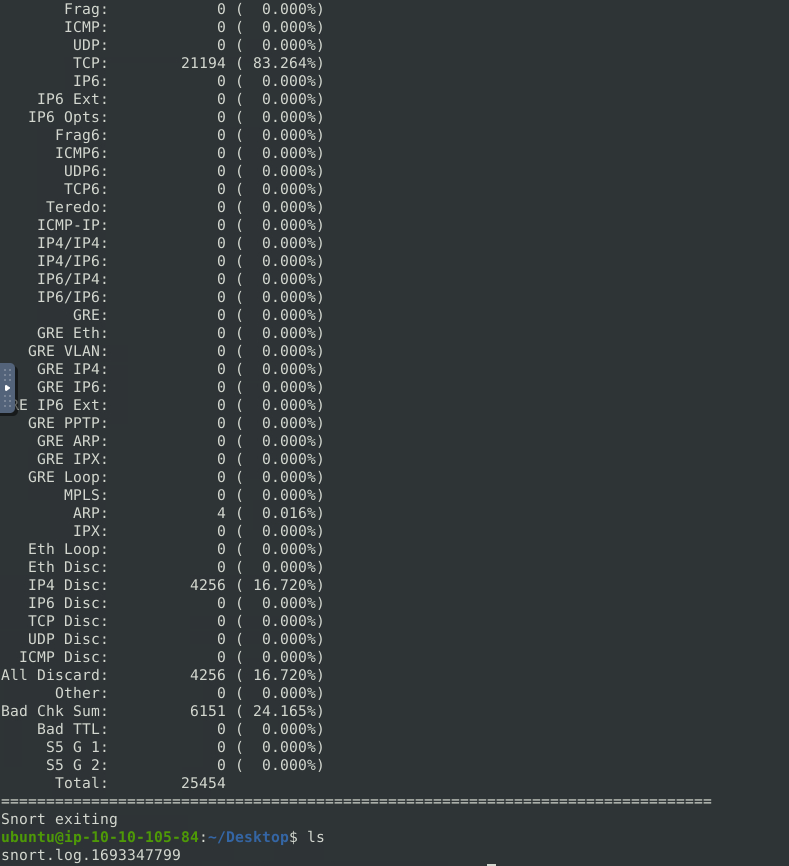 Frag: 0 ( 0.000%)
ICMP: 0 ( 0.000%)
UDP: 0 ( 0.000%)
TCP: 21194 ( 83.264%)
IP6: 0 ( 0.000%)
IP6 Ext: 0 ( 0.000%)
IP6 Opts: 0 ( 0.000%)
Frag6: 0 ( 0.000%)
ICMP6: 0 ( 0.000%)
UDP6: 0 ( 0.000%)
TCP6: 0 ( 0.000%)
Teredo: 0 ( 0.000%)
ICMP-IP: 0 ( 0.000%)
IP4/IP4: 0 ( 0.000%)
IP4/IP6: 0 ( 0.000%)
IP6/IP4: 0 ( 0.000%)
IP6/IP6: 0 ( 0.000%)
GRE: 0 ( 0.000%)
GRE Eth: 0 ( 0.000%)
GRE VLAN: 0 ( 0.000%)
GRE IP4: 0 ( 0.000%)
GRE IP6: 0 ( 0.000%)
RE IP6 Ext: 0 ( 0.000%)
GRE PPTP: 0 ( 0.000%)
GRE ARP: 0 ( 0.000%)
GRE IPX: 0 ( 0.000%)
GRE Loop: 0 ( 0.000%)
MPLS: 0 ( 0.000%)
ARP: 4 ( 0.016%)
IPX: 0 ( 0.000%)
Eth Loop: 0 ( 0.000%)
Eth Disc: 0 ( 0.000%)
IP4 Disc: 4256 ( 16.720%)
IP6 Disc: 0 ( 0.000%)
TCP Disc: 0 ( 0.000%)
UDP Disc: 0 ( 0.000%)
ICMP Disc: 0 ( 0.000%)
All Discard: 4256 ( 16.720%)
Other: 0 ( 0.000%)
Bad Chk Sum: 6151 ( 24.165%)
Bad TTL: 0 ( 0.000%)
S5 G 1: 0 ( 0.000%)
S5 G 2: 0 ( 0.000%)
Total: 25454
===============================================================================
Snort exiting
ubuntu@ip-10-10-105-84:~/Desktop$ ls
snort.log.1693347799